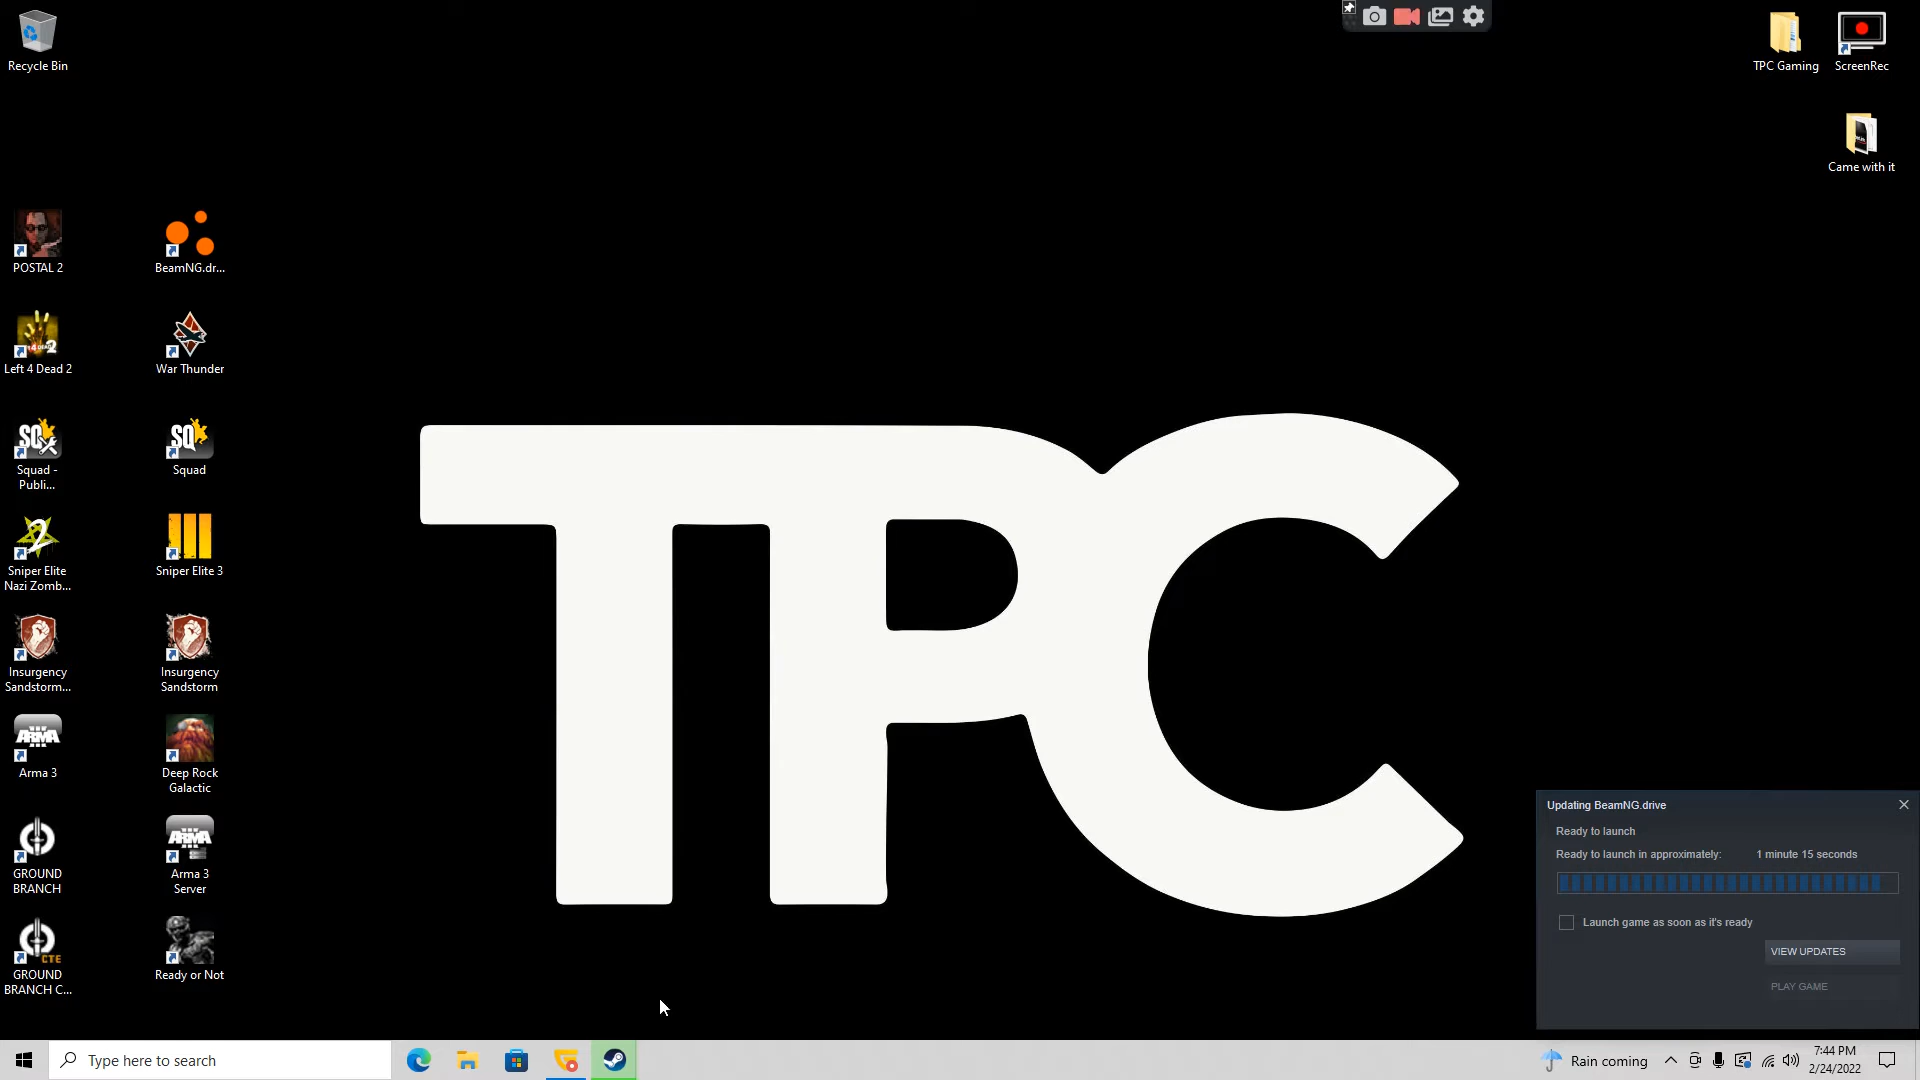 Recycle Bin
TPC Gaming
ScreenRec
Came with it
POSTAL 2
BeamNG.dr...
Left 4 Dead 2
War Thunder
Squad -
Publi...
Squad
Sniper Elite
Nazi Zomb...
Sniper Elite 3
Insurgency
Sandstorm...
Insurgency
Sandstorm
Arma 3
Deep Rock
Galactic
GROUND
BRANCH
Arma 3
Server
GROUND
BRANCH C...
Ready or Not
TPC
Updating BeamNG.drive
Ready to launch
Ready to launch in approximately: 1 minute 15 seconds
Launch game as soon as it's ready
VIEW UPDATES
PLAY GAME
Type here to search
Rain coming
7:44 PM
2/24/2022